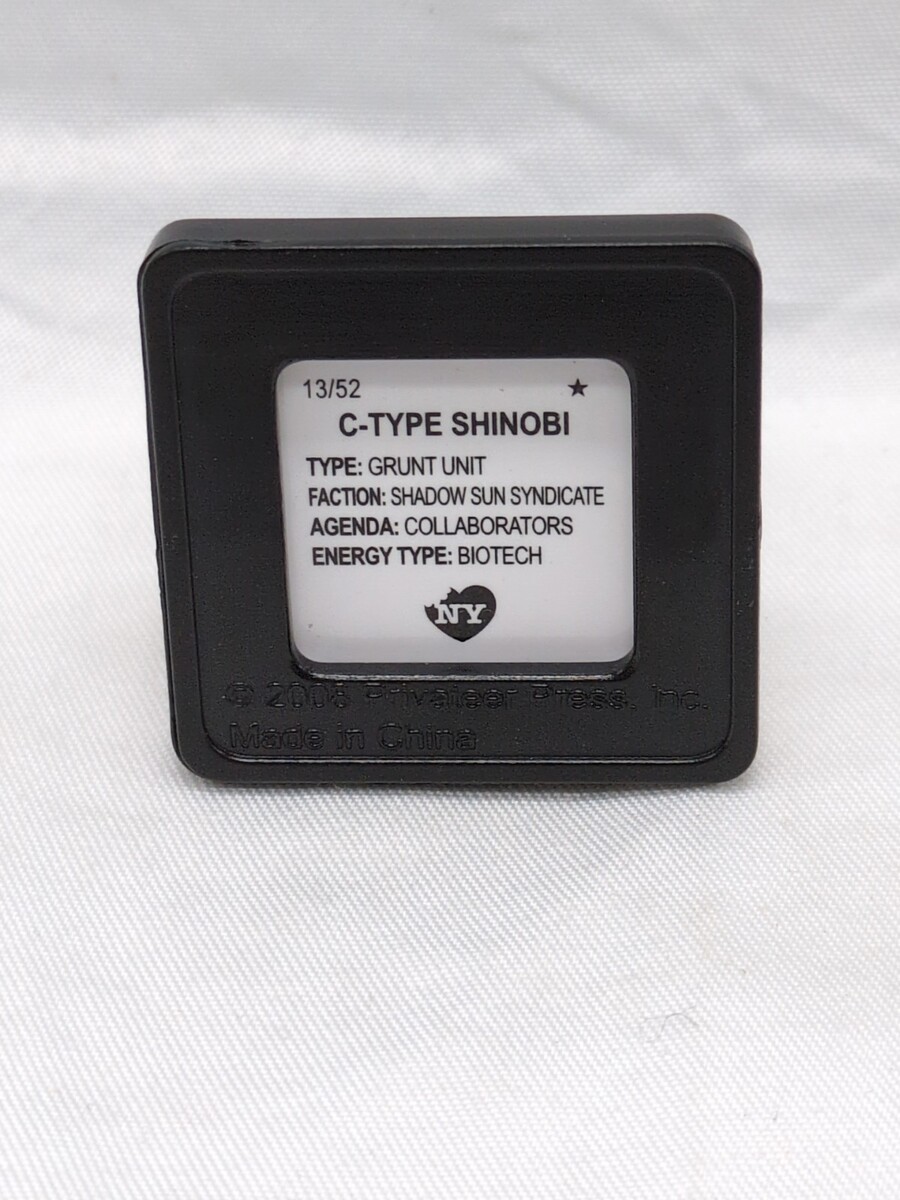 13/52 ★
C-TYPE SHINOBI
TYPE: GRUNT UNIT
FACTION: SHADOW SUN SYNDICATE
AGENDA: COLLABORATORS
ENERGY TYPE: BIOTECH
NY
© 2008 Privateer Press, Inc.
Made in China